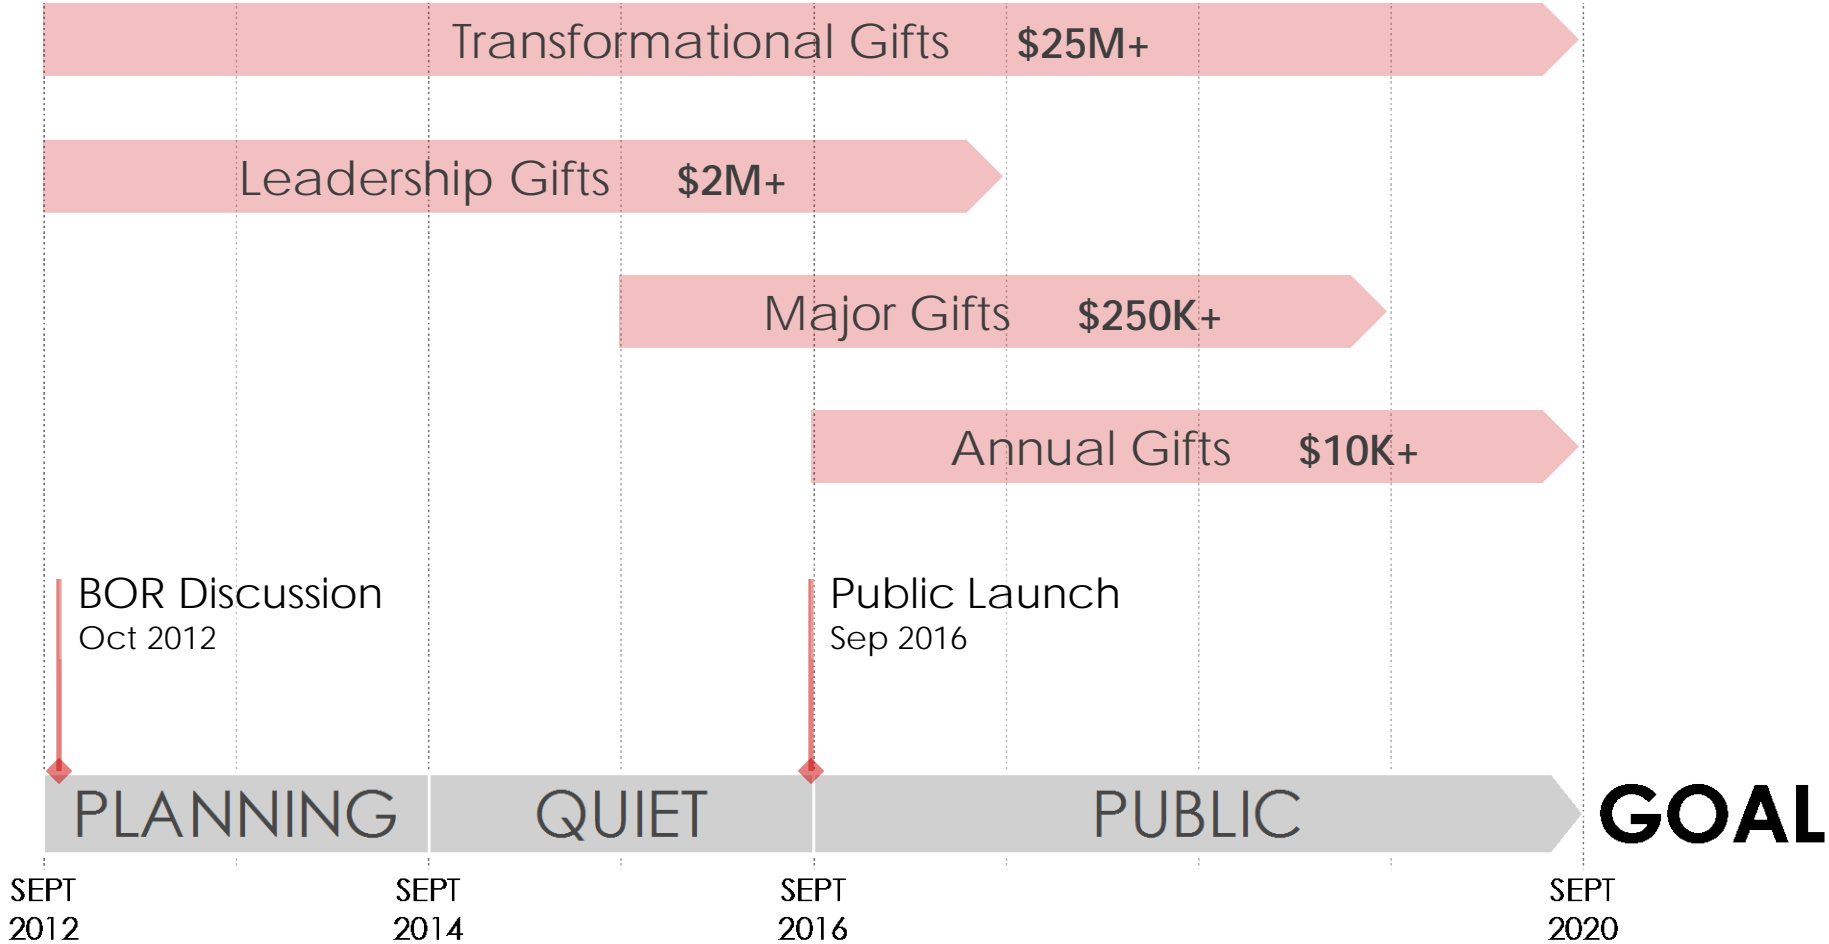 Transformational Gifts $25M+
Leadership Gifts $2M+
Major Gifts $250K+
Annual Gifts $10K+
BOR Discussion
Oct 2012
Public Launch
Sep 2016
PLANNING
QUIET
PUBLIC
GOAL
SEPT
2012
SEPT
2014
SEPT
2016
SEPT
2020